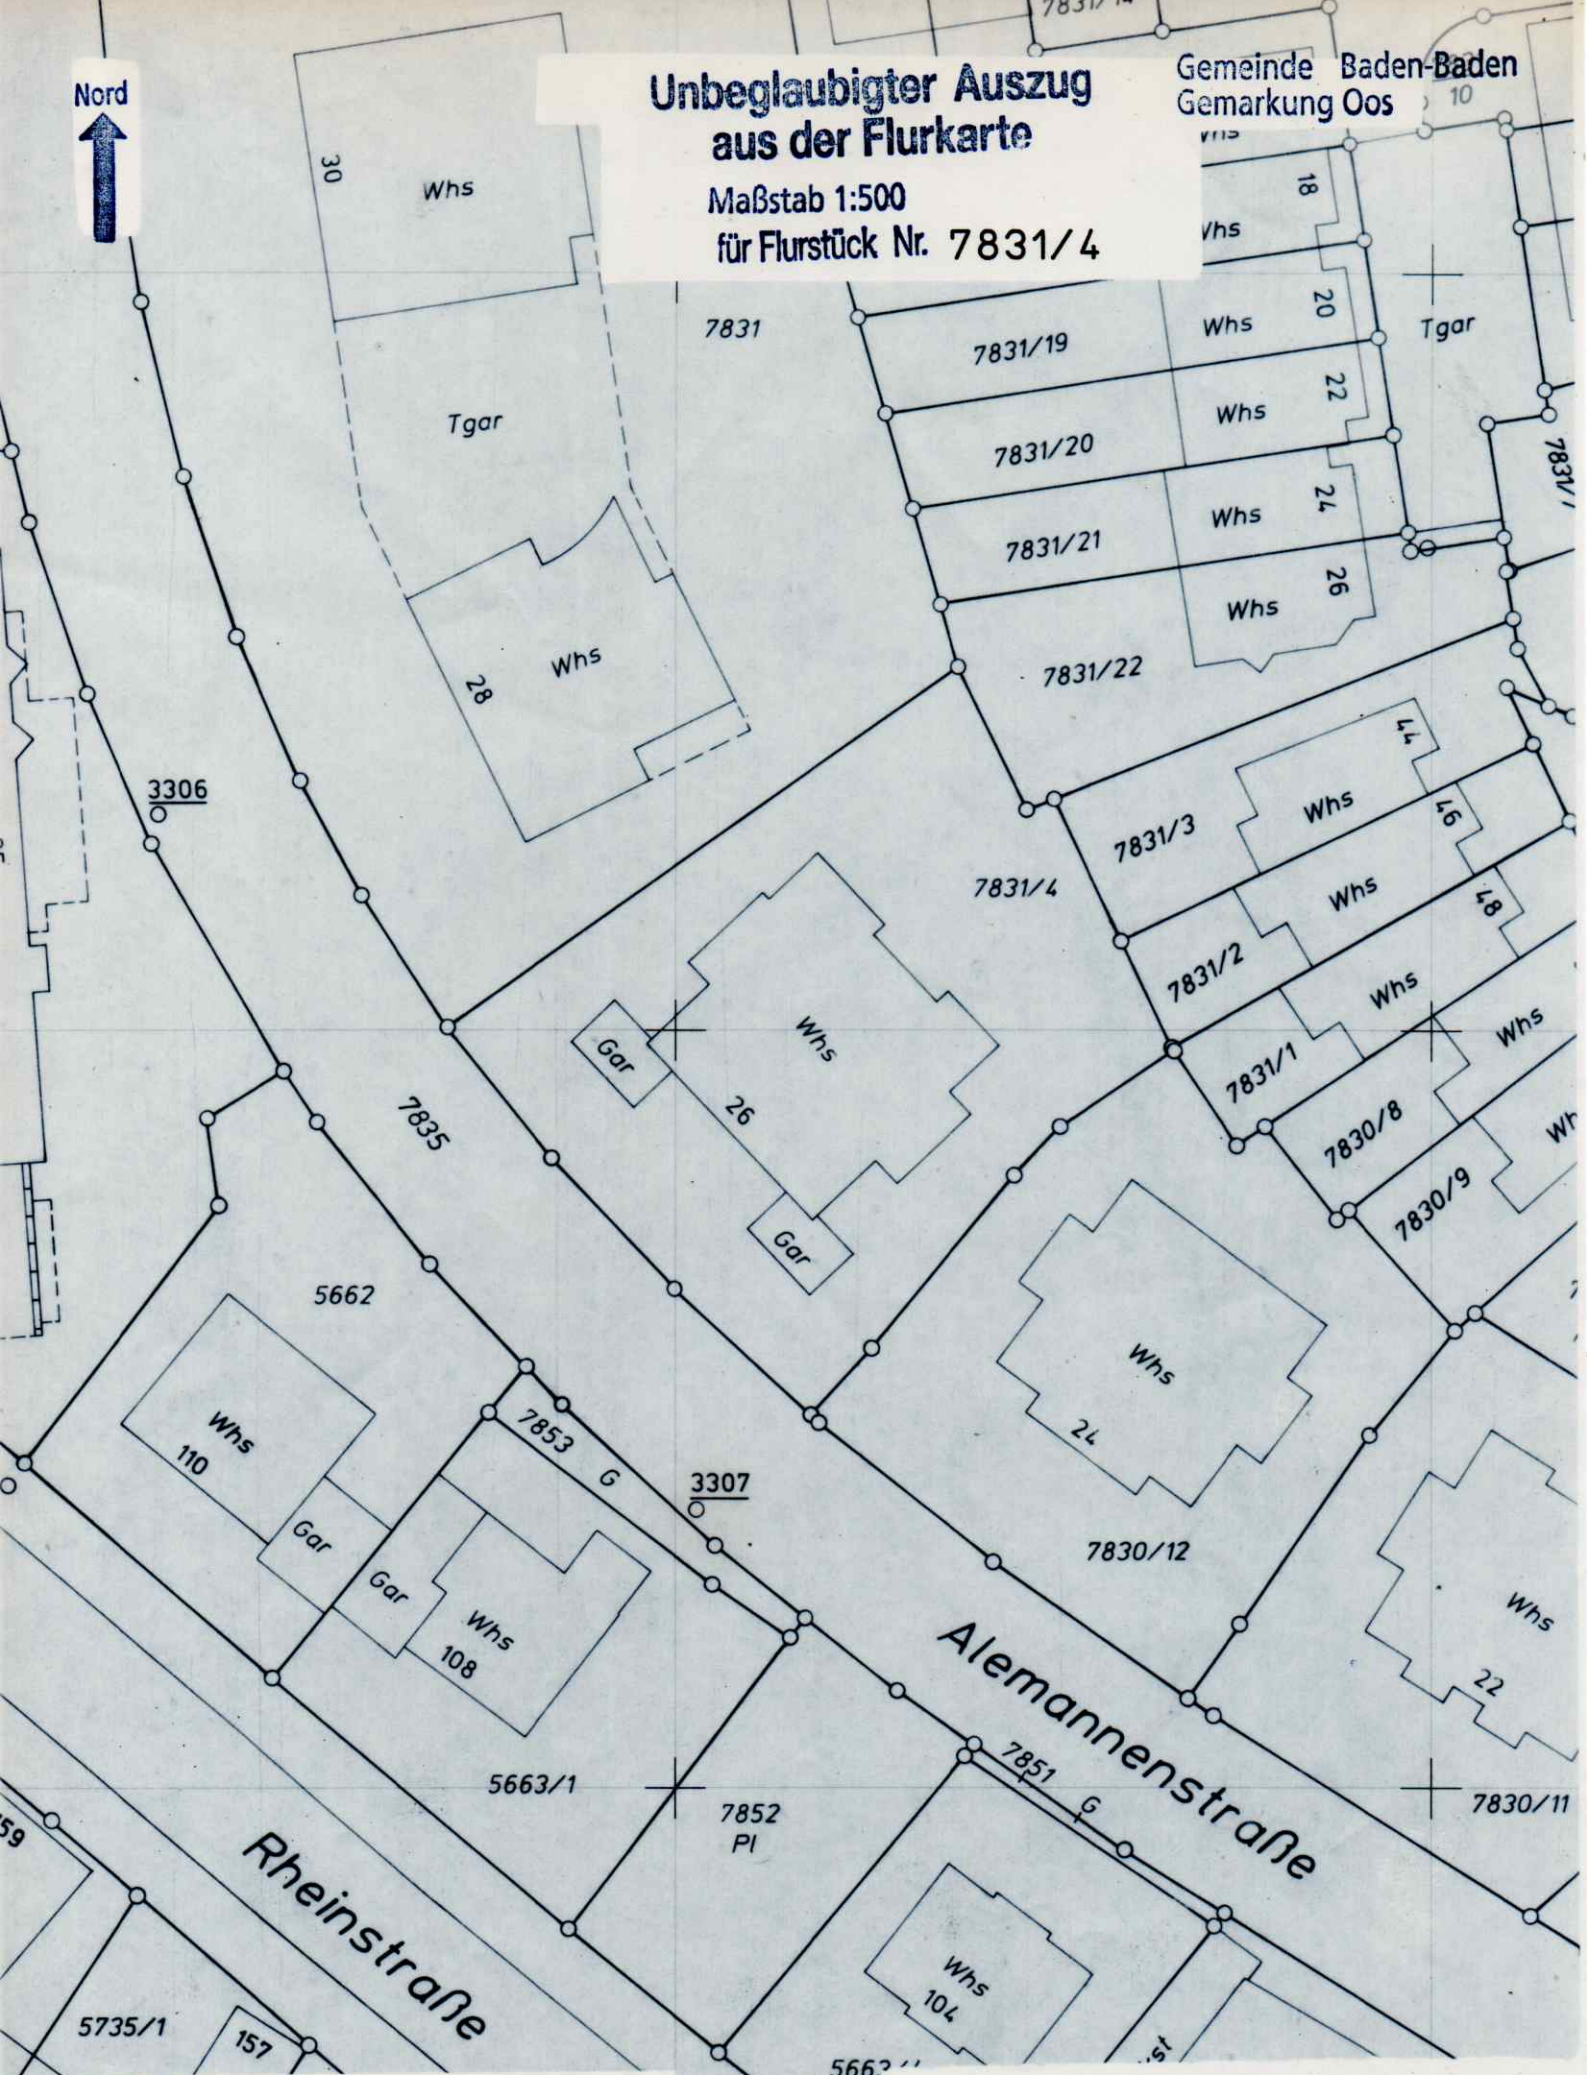 Nord
Unbeglaubigter Auszug
aus der Flurkarte
Maßstab 1:500
für Flurstück Nr. 7831/4
Gemeinde Baden-Baden
Gemarkung Oos
10
30
Whs
18
7831
7831/19
Whs
20
Tgar
Tgar
Whs
22
7831/20
Whs
24
7831/21
Whs
26
28
Whs
7831/22
44
3306
7831/3
Whs
46
7831/4
Whs
48
7831/2
Whs
Whs
Whs
Gar
7831/1
26
7835
7830/8
7830/9
Gar
5662
Whs
24
Whs
110
7853 G
3307
Gar
7830/12
Gar
Whs
108
Whs
22
Alemannenstraße
5663/1
7851 G
7852
Pl
7830/11
59
Rheinstraße
Whs
104
5735/1
157